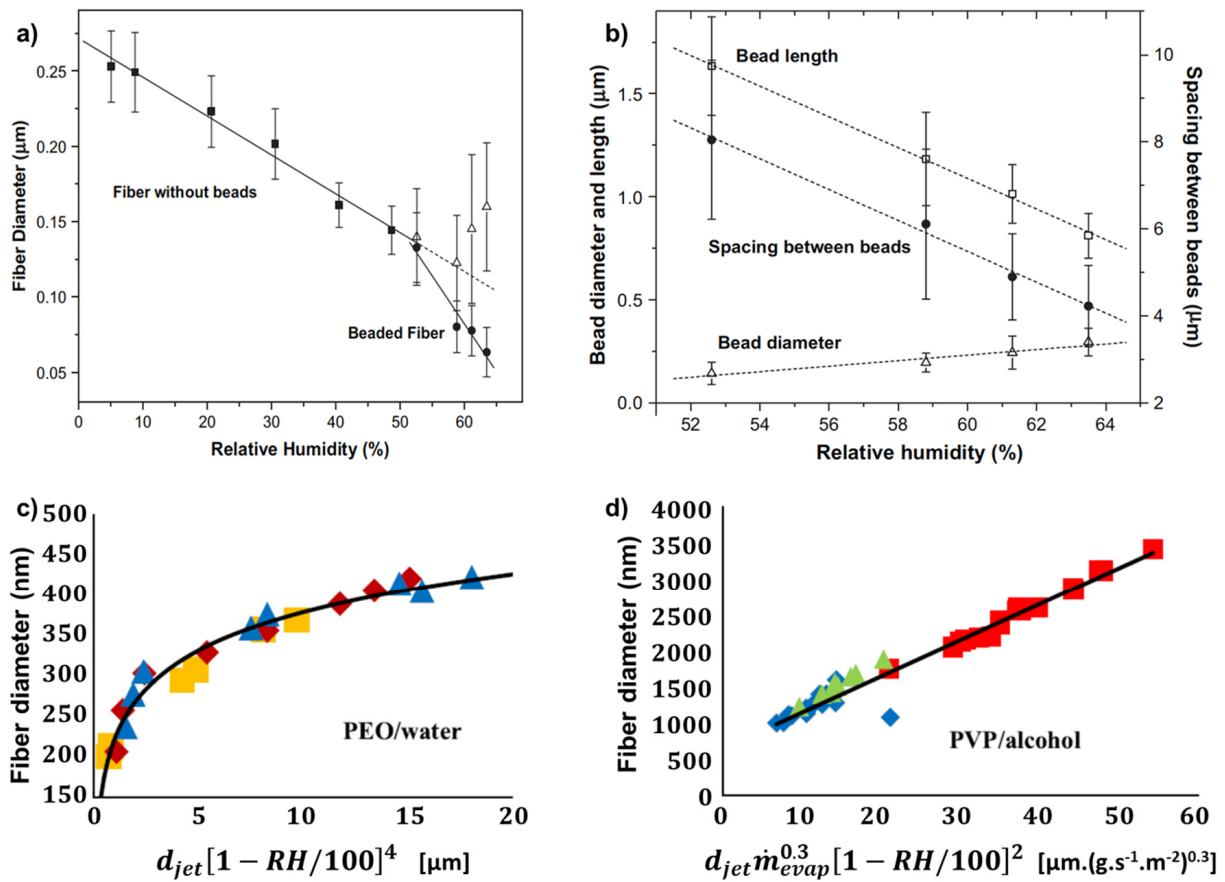 a)
Fiber Diameter (μm)
0.25
0.20
0.15
0.10
0.05
Fiber without beads
Beaded Fiber
0 10 20 30 40 50 60
Relative Humidity (%)
b)
Bead diameter and length (μm)
1.5
1.0
0.5
0.0
Bead length
Spacing between beads
Bead diameter
52 54 56 58 60 62 64
Relative humidity (%)
10
8
6
4
2
Spacing between
beads (μm)
c)
Fiber diameter (nm)
500
450
400
350
300
250
200
150
PEO/water
0 5 10 15 20
d_jet[1 − RH/100]^4 [μm]
d)
Fiber diameter (nm)
4000
3500
3000
2500
2000
1500
1000
500
0
PVP/alcohol
0 10 20 30 40 50 60
d_jet ṁ_evap^0.3 [1 − RH/100]^2 [μm.(g.s⁻¹.m⁻²)^0.3]